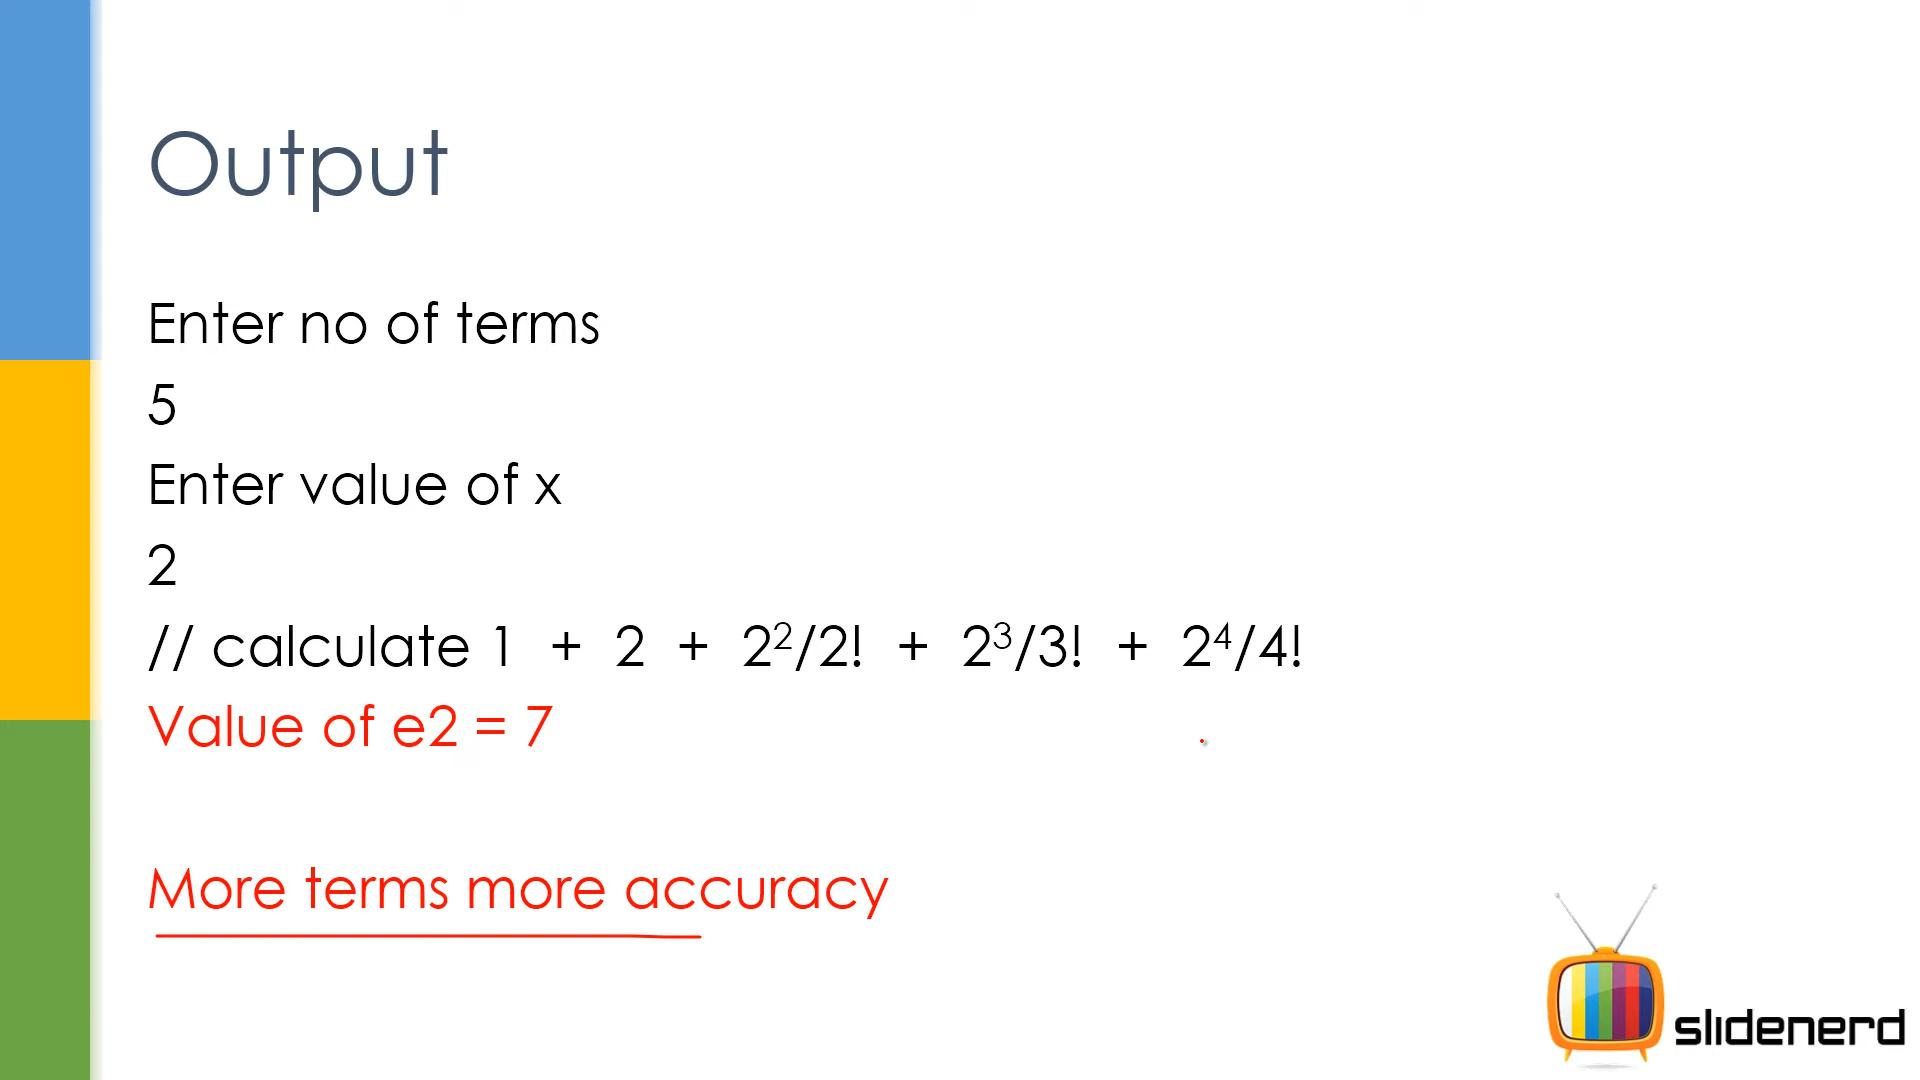 Output
Enter no of terms
5
Enter value of x
2
// calculate 1 + 2 + 2²/2! + 2³/3! + 2⁴/4!
Value of e2 = 7
More terms more accuracy
slidenerd